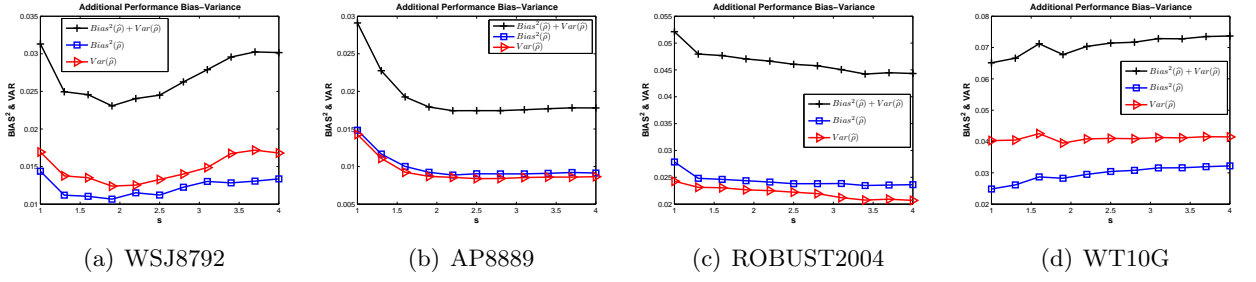 Additional Performance Bias−Variance
BIAS² & VAR
0.035
0.03
0.025
0.02
0.015
0.01
Bias²(ρ̂) + Var(ρ̂)
Bias²(ρ̂)
Var(ρ̂)
1 1.5 2 2.5 3 3.5 4
s
(a) WSJ8792
Additional Performance Bias−Variance
BIAS² & VAR
0.03
0.025
0.02
0.015
0.01
0.005
Bias²(ρ̂) + Var(ρ̂)
Bias²(ρ̂)
Var(ρ̂)
1 1.5 2 2.5 3 3.5 4
s
(b) AP8889
Additional Performance Bias−Variance
BIAS² & VAR
0.055
0.05
0.045
0.04
0.035
0.03
0.025
0.02
Bias²(ρ̂) + Var(ρ̂)
Bias²(ρ̂)
Var(ρ̂)
1 1.5 2 2.5 3 3.5 4
s
(c) ROBUST2004
Additional Performance Bias−Variance
BIAS² & VAR
0.08
0.07
0.06
0.05
0.04
0.03
0.02
Bias²(ρ̂) + Var(ρ̂)
Bias²(ρ̂)
Var(ρ̂)
1 1.5 2 2.5 3 3.5 4
s
(d) WT10G